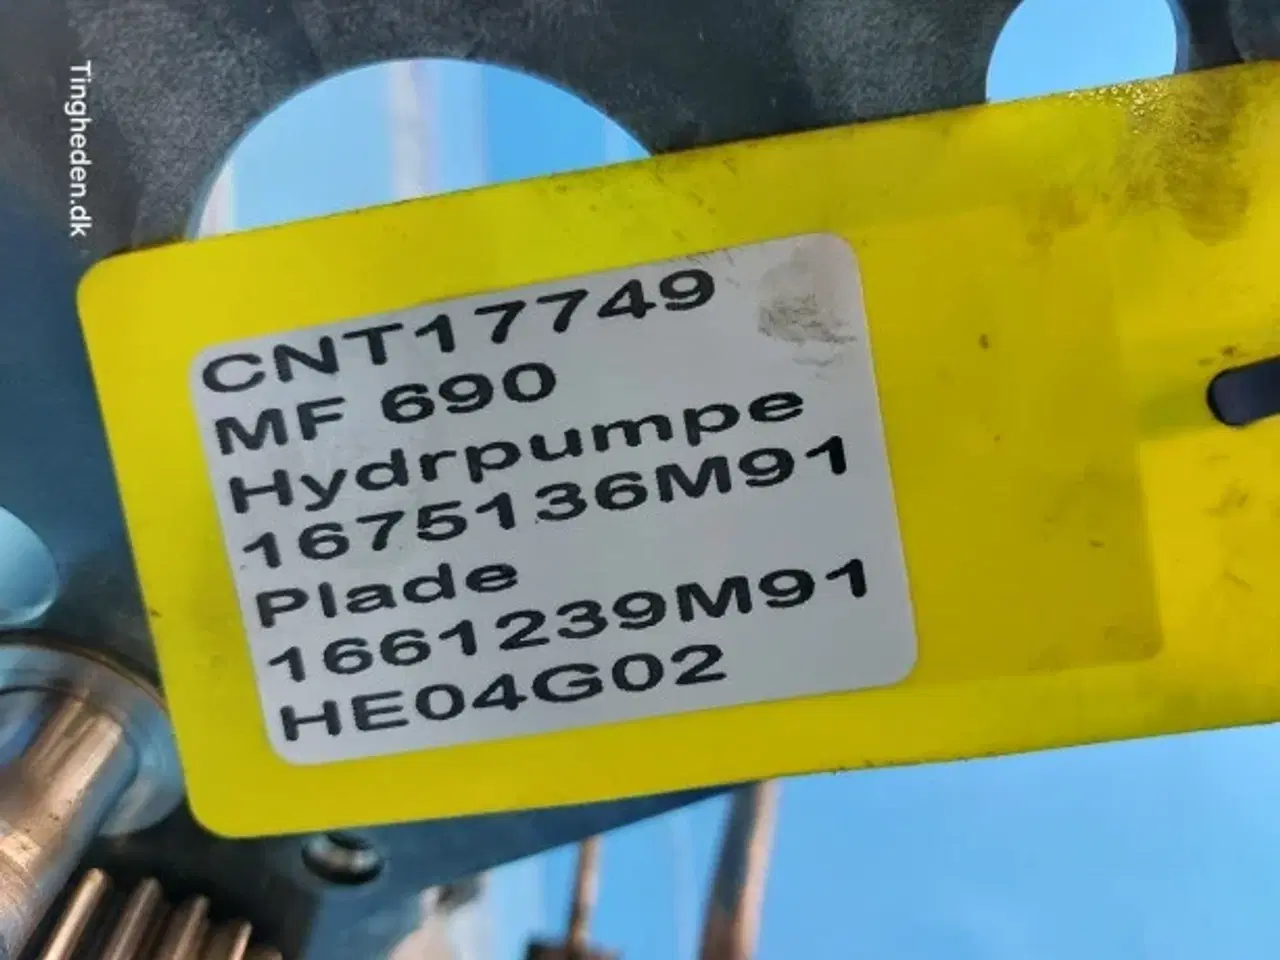 Tingheden.dk
CNT17749
MF 690
Hydrpumpe
1675136M91
Plade
1661239M91
HE04G02